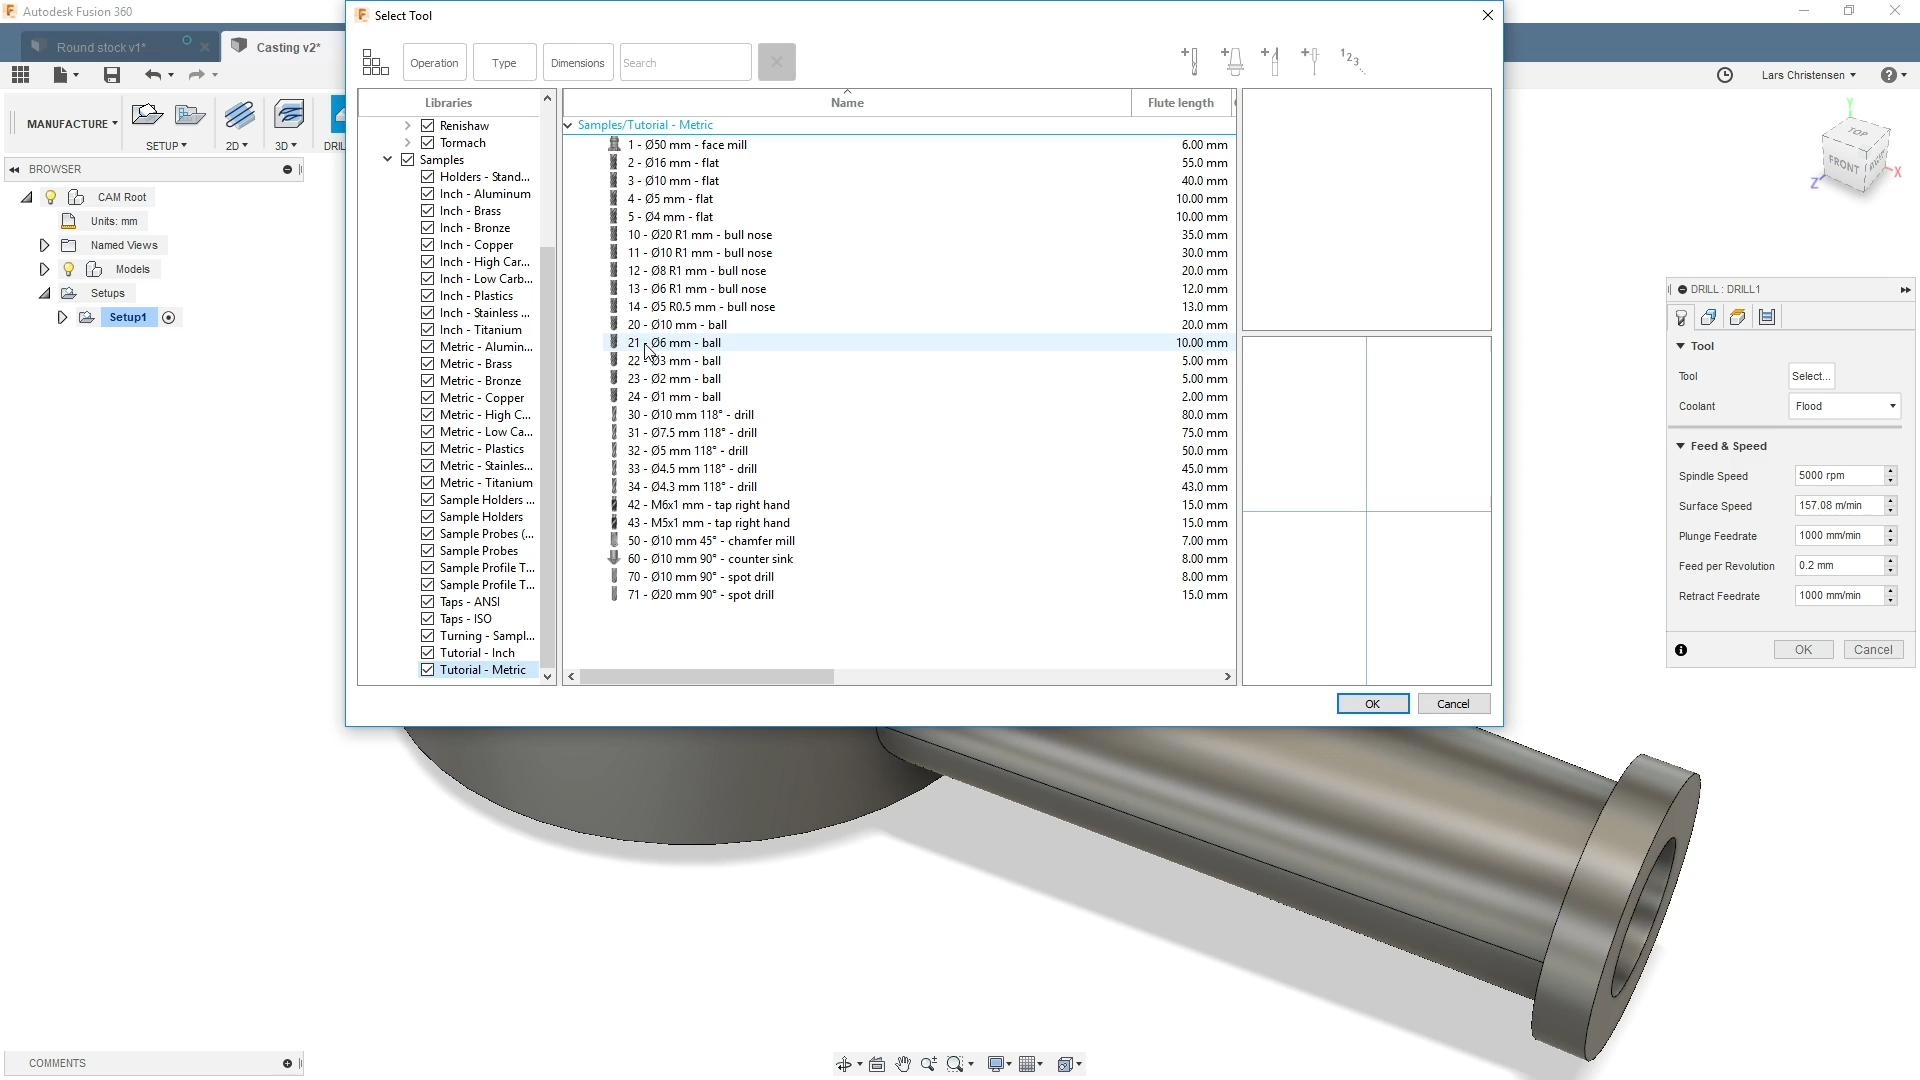 Autodesk Fusion 360
Select Tool
Round stock v1*
Casting v2*
Operation
Type
Dimensions
Search
Lars Christensen
MANUFACTURE
SETUP
2D
3D
DRIL
BROWSER
CAM Root
Units: mm
Named Views
Models
Setups
Setup1
Libraries
Renishaw
Tormach
Samples
Holders - Stand...
Inch - Aluminum
Inch - Brass
Inch - Bronze
Inch - Copper
Inch - High Car...
Inch - Low Carb...
Inch - Plastics
Inch - Stainless ...
Inch - Titanium
Metric - Alumin...
Metric - Brass
Metric - Bronze
Metric - Copper
Metric - High C...
Metric - Low Ca...
Metric - Plastics
Metric - Stainles...
Metric - Titanium
Sample Holders ...
Sample Holders
Sample Probes (...
Sample Probes
Sample Profile T...
Sample Profile T...
Taps - ANSI
Taps - ISO
Turning - Sampl...
Tutorial - Inch
Tutorial - Metric
Name Flute length
Samples/Tutorial - Metric
1 - Ø50 mm - face mill 6.00 mm
2 - Ø16 mm - flat 55.0 mm
3 - Ø10 mm - flat 40.0 mm
4 - Ø5 mm - flat 10.00 mm
5 - Ø4 mm - flat 10.00 mm
10 - Ø20 R1 mm - bull nose 35.0 mm
11 - Ø10 R1 mm - bull nose 30.0 mm
12 - Ø8 R1 mm - bull nose 20.0 mm
13 - Ø6 R1 mm - bull nose 12.0 mm
14 - Ø5 R0.5 mm - bull nose 13.0 mm
20 - Ø10 mm - ball 20.0 mm
21 - Ø6 mm - ball 10.00 mm
22 - Ø3 mm - ball 5.00 mm
23 - Ø2 mm - ball 5.00 mm
24 - Ø1 mm - ball 2.00 mm
30 - Ø10 mm 118° - drill 80.0 mm
31 - Ø7.5 mm 118° - drill 75.0 mm
32 - Ø5 mm 118° - drill 50.0 mm
33 - Ø4.5 mm 118° - drill 45.0 mm
34 - Ø4.3 mm 118° - drill 43.0 mm
42 - M6x1 mm - tap right hand 15.0 mm
43 - M5x1 mm - tap right hand 15.0 mm
50 - Ø10 mm 45° - chamfer mill 7.00 mm
60 - Ø10 mm 90° - counter sink 8.00 mm
70 - Ø10 mm 90° - spot drill 8.00 mm
71 - Ø20 mm 90° - spot drill 15.0 mm
OK
Cancel
TOP
FRONT
Y
Z
X
DRILL : DRILL1
Tool
Tool Select...
Coolant Flood
Feed & Speed
Spindle Speed 5000 rpm
Surface Speed 157.08 m/min
Plunge Feedrate 1000 mm/min
Feed per Revolution 0.2 mm
Retract Feedrate 1000 mm/min
OK Cancel
COMMENTS